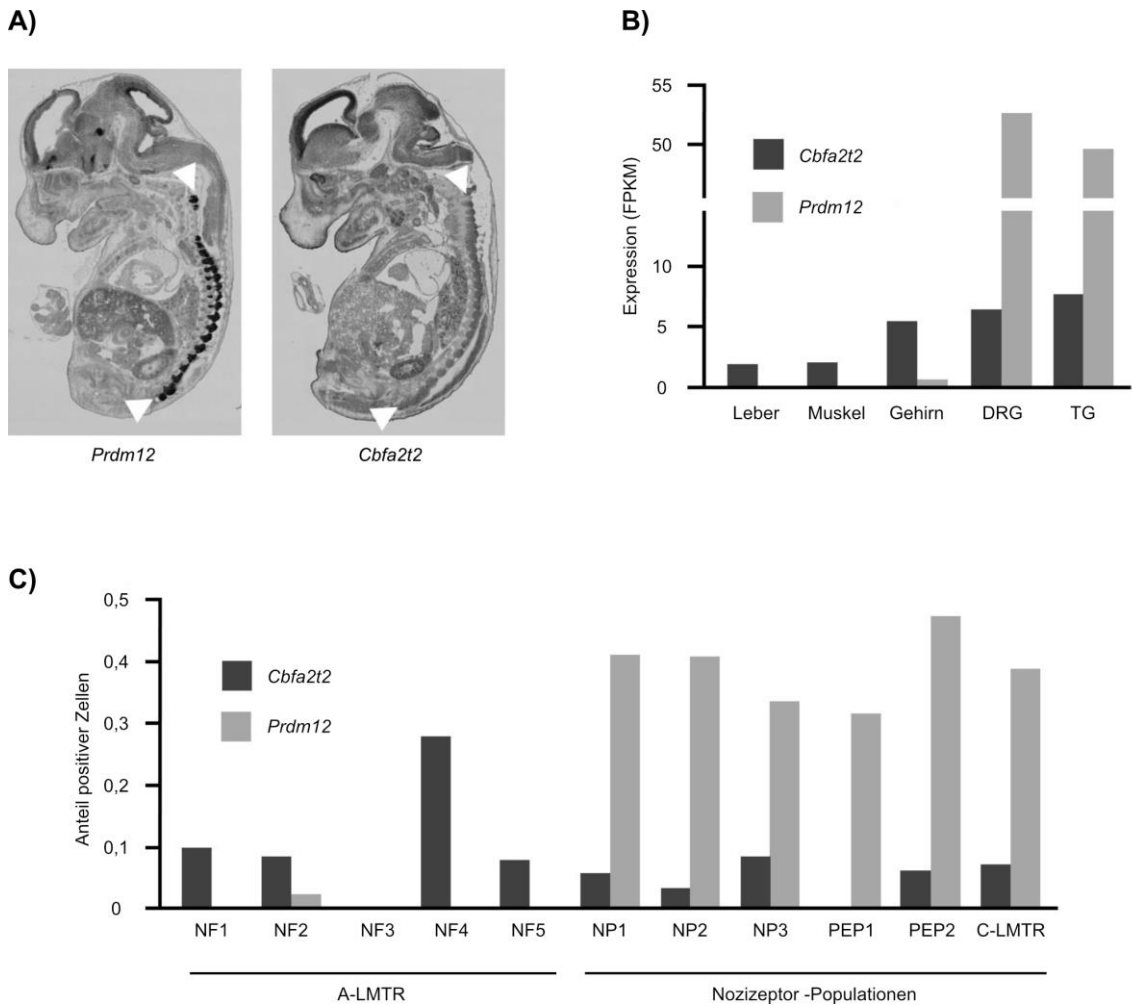 A)
Prdm12
Cbfa2t2
B)
Expression (FPKM)
55
50
10
5
0
Cbfa2t2
Prdm12
Leber Muskel Gehirn DRG TG
C)
Anteil positiver Zellen
0,5
0,4
0,3
0,2
0,1
0
Cbfa2t2
Prdm12
NF1 NF2 NF3 NF4 NF5 NP1 NP2 NP3 PEP1 PEP2 C-LMTR
A-LMTR Nozizeptor -Populationen